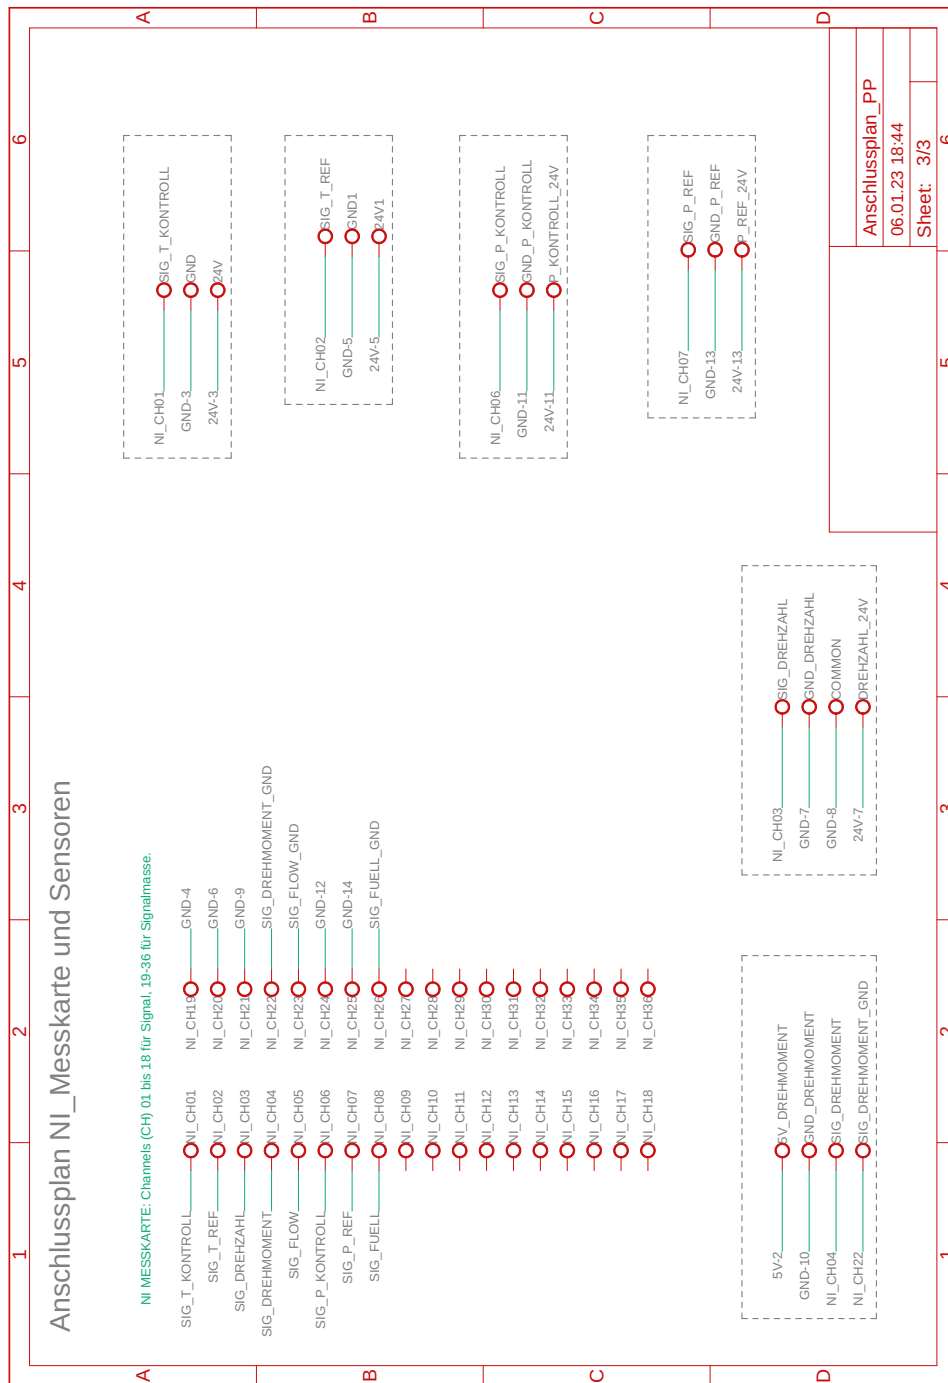 1 2 3 4 5 6
A
B
C
D
Anschlussplan NI_Messkarte und Sensoren
NI MESSKARTE: Channels (CH) 01 bis 18 für Signal, 19-36 für Signalmasse.
SIG_T_KONTROLL NI_CH01 NI_CH19 GND-4
SIG_T_REF NI_CH02 NI_CH20 GND-6
SIG_DREHZAHL NI_CH03 NI_CH21 GND-9
SIG_DREHMOMENT NI_CH04 NI_CH22 SIG_DREHMOMENT_GND
SIG_FLOW NI_CH05 NI_CH23 SIG_FLOW_GND
SIG_P_KONTROLL NI_CH06 NI_CH24 GND-12
SIG_P_REF NI_CH07 NI_CH25 GND-14
SIG_FUELL NI_CH08 NI_CH26 SIG_FUELL_GND
NI_CH09 NI_CH27
NI_CH10 NI_CH28
NI_CH11 NI_CH29
NI_CH12 NI_CH30
NI_CH13 NI_CH31
NI_CH14 NI_CH32
NI_CH15 NI_CH33
NI_CH16 NI_CH34
NI_CH17 NI_CH35
NI_CH18 NI_CH36
NI_CH01 SIG_T_KONTROLL
GND-3 GND
24V-3 24V
NI_CH02 SIG_T_REF
GND-5 GND1
24V-5 24V1
NI_CH06 SIG_P_KONTROLL
GND-11 GND_P_KONTROLL
24V-11 P_KONTROLL_24V
NI_CH07 SIG_P_REF
GND-13 GND_P_REF
24V-13 P_REF_24V
5V-2 5V_DREHMOMENT
GND-10 GND_DREHMOMENT
NI_CH04 SIG_DREHMOMENT
NI_CH22 SIG_DREHMOMENT_GND
NI_CH03 SIG_DREHZAHL
GND-7 GND_DREHZAHL
GND-8 COMMON
24V-7 DREHZAHL_24V
Anschlussplan_PP
06.01.23 18:44
Sheet: 3/3
A
B
C
D
1 2 3 4 5 6